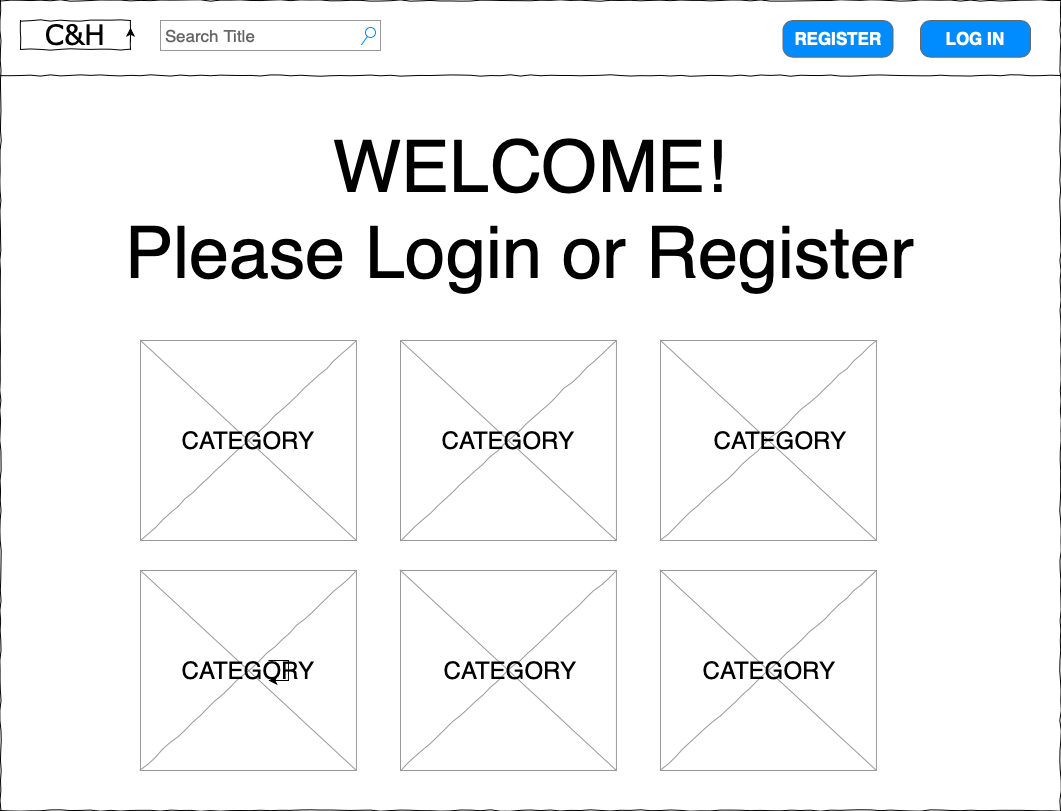 C&H
Search Title
REGISTER
LOG IN
WELCOME!
Please Login or Register
CATEGORY
CATEGORY
CATEGORY
CATEGORY
CATEGORY
CATEGORY